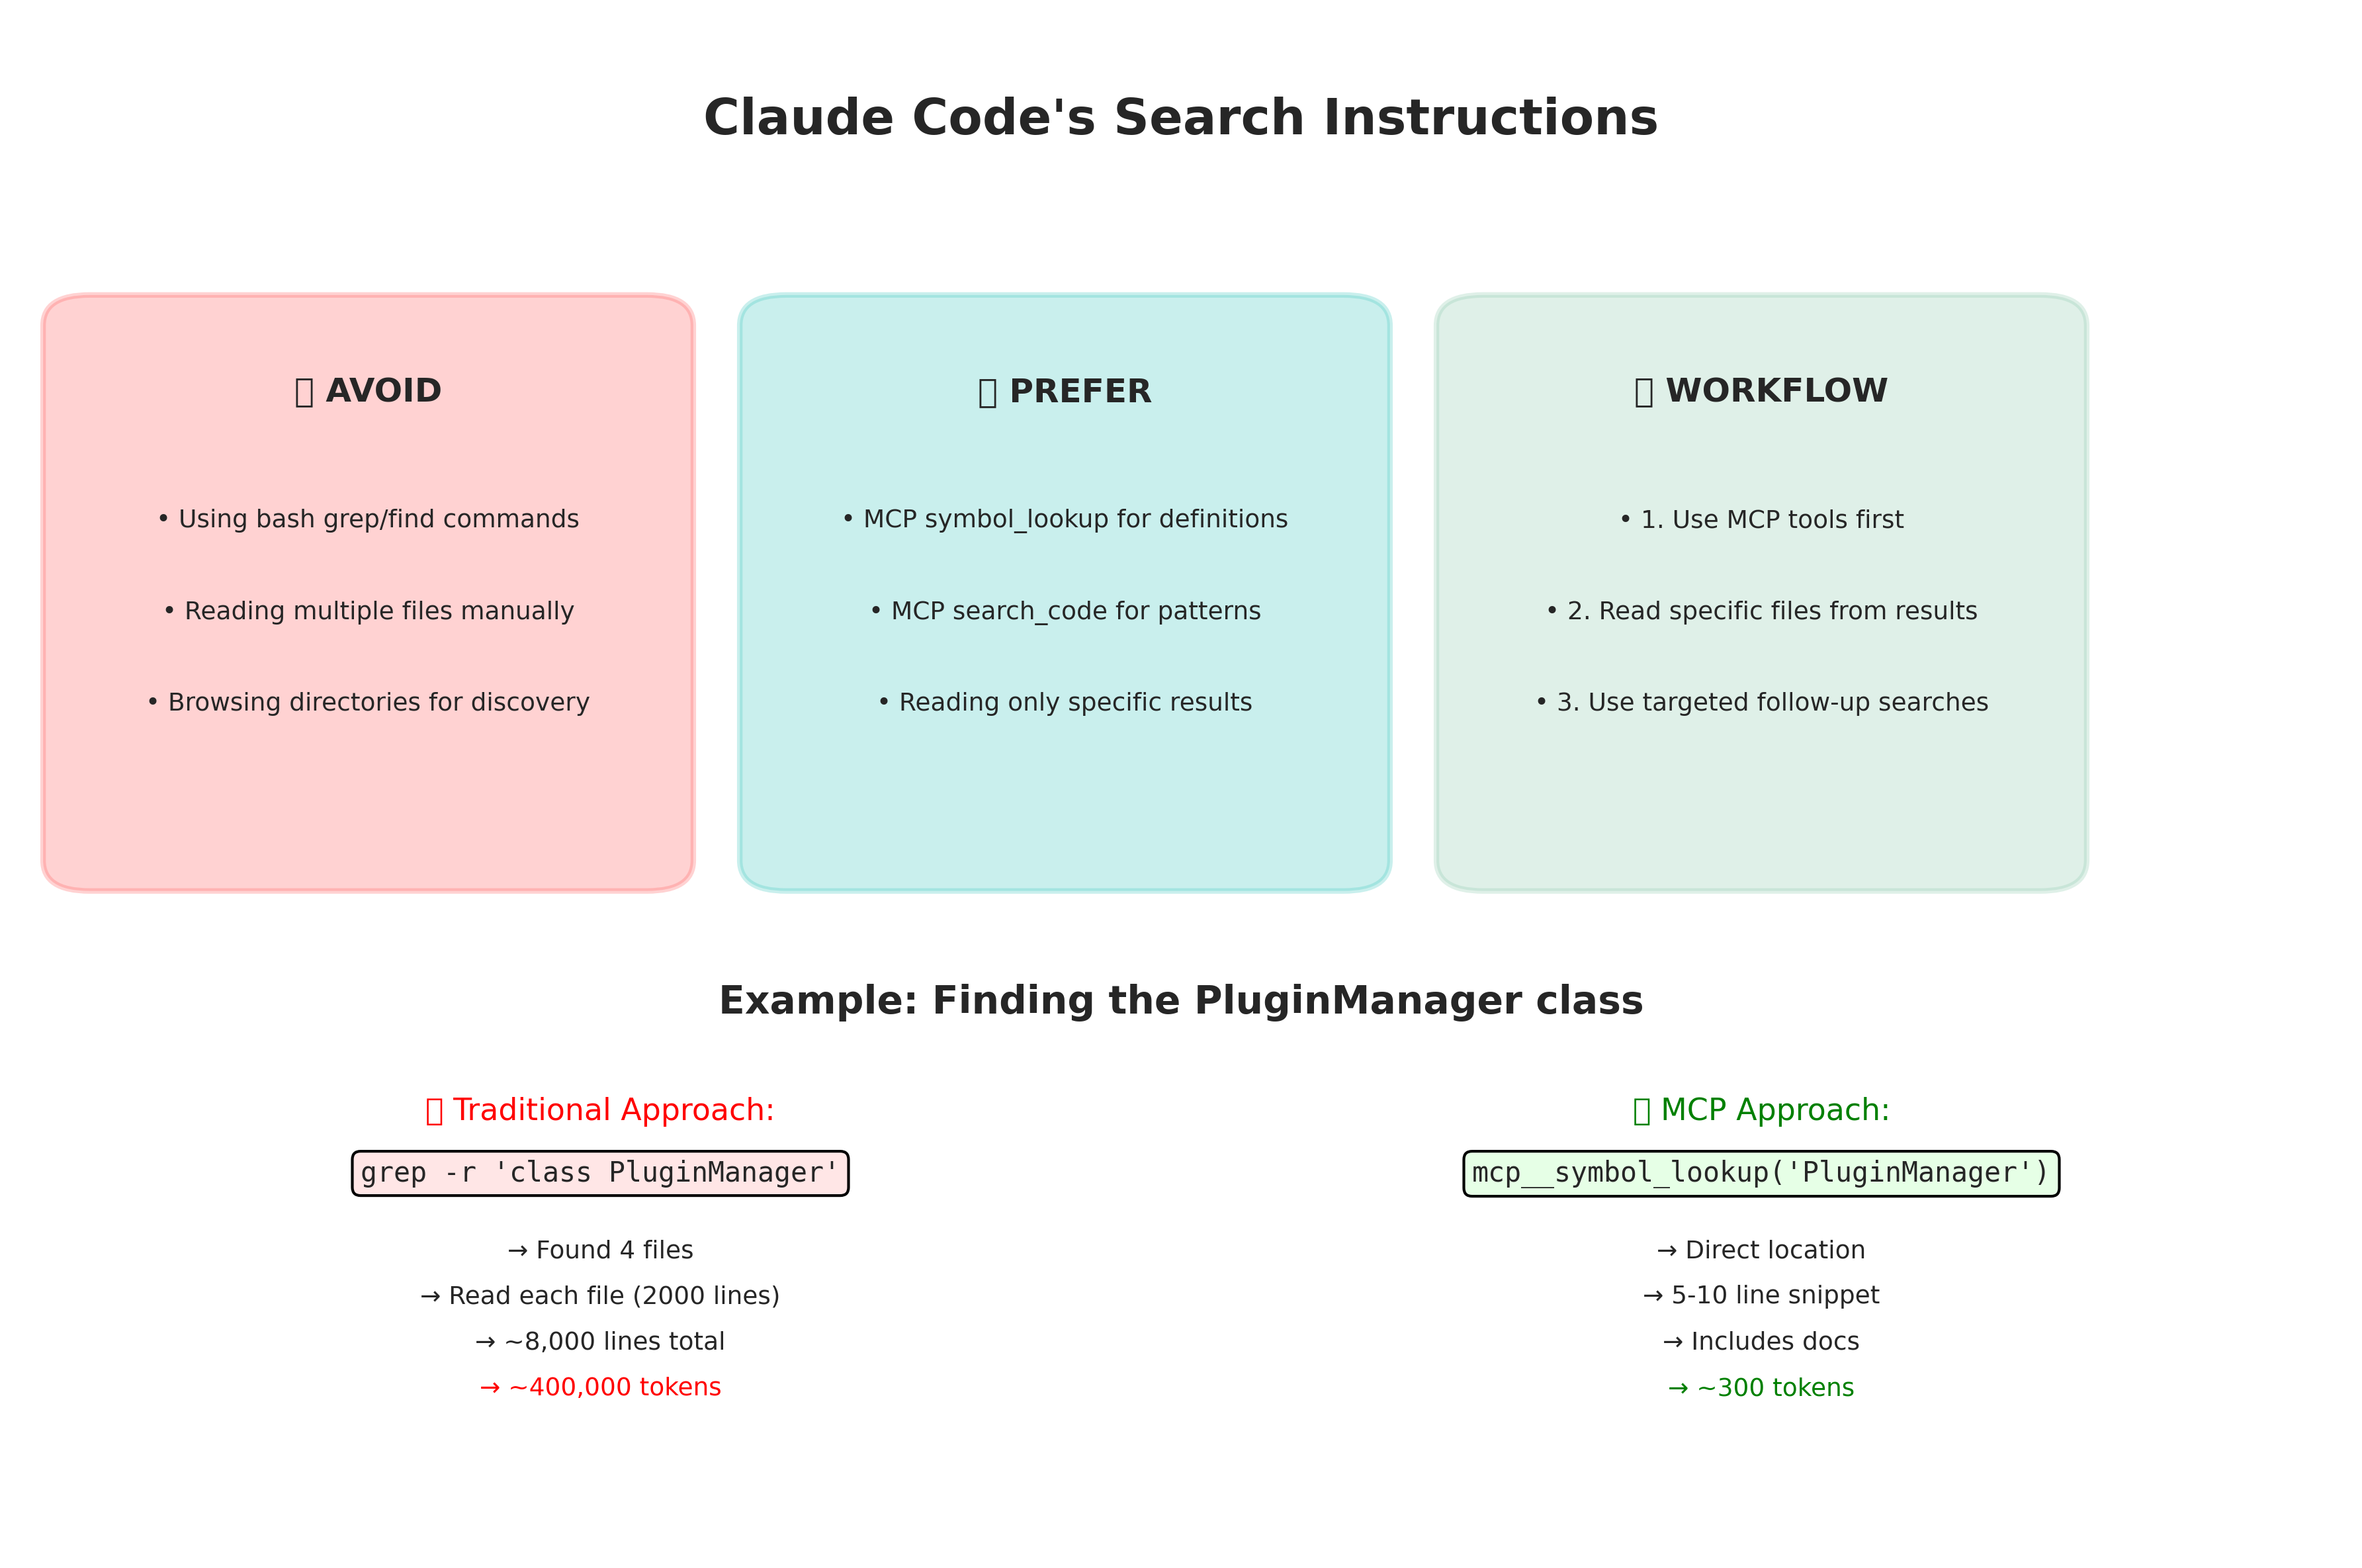 Claude Code's Search Instructions
AVOID
• Using bash grep/find commands
• Reading multiple files manually
• Browsing directories for discovery
PREFER
• MCP symbol_lookup for definitions
• MCP search_code for patterns
• Reading only specific results
WORKFLOW
• 1. Use MCP tools first
• 2. Read specific files from results
• 3. Use targeted follow-up searches
Example: Finding the PluginManager class
Traditional Approach:
grep -r 'class PluginManager'
→ Found 4 files
→ Read each file (2000 lines)
→ ~8,000 lines total
→ ~400,000 tokens
MCP Approach:
mcp__symbol_lookup('PluginManager')
→ Direct location
→ 5-10 line snippet
→ Includes docs
→ ~300 tokens